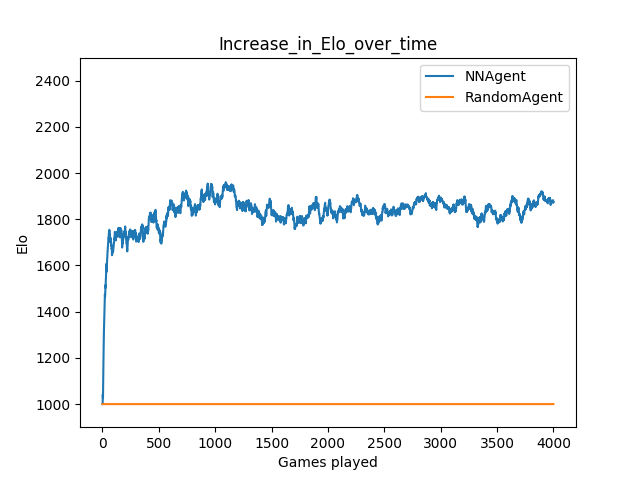 Increase_in_Elo_over_time
NNAgent
RandomAgent
2400
2200
2000
1800
1600
1400
1200
1000
Elo
0 500 1000 1500 2000 2500 3000 3500 4000
Games played